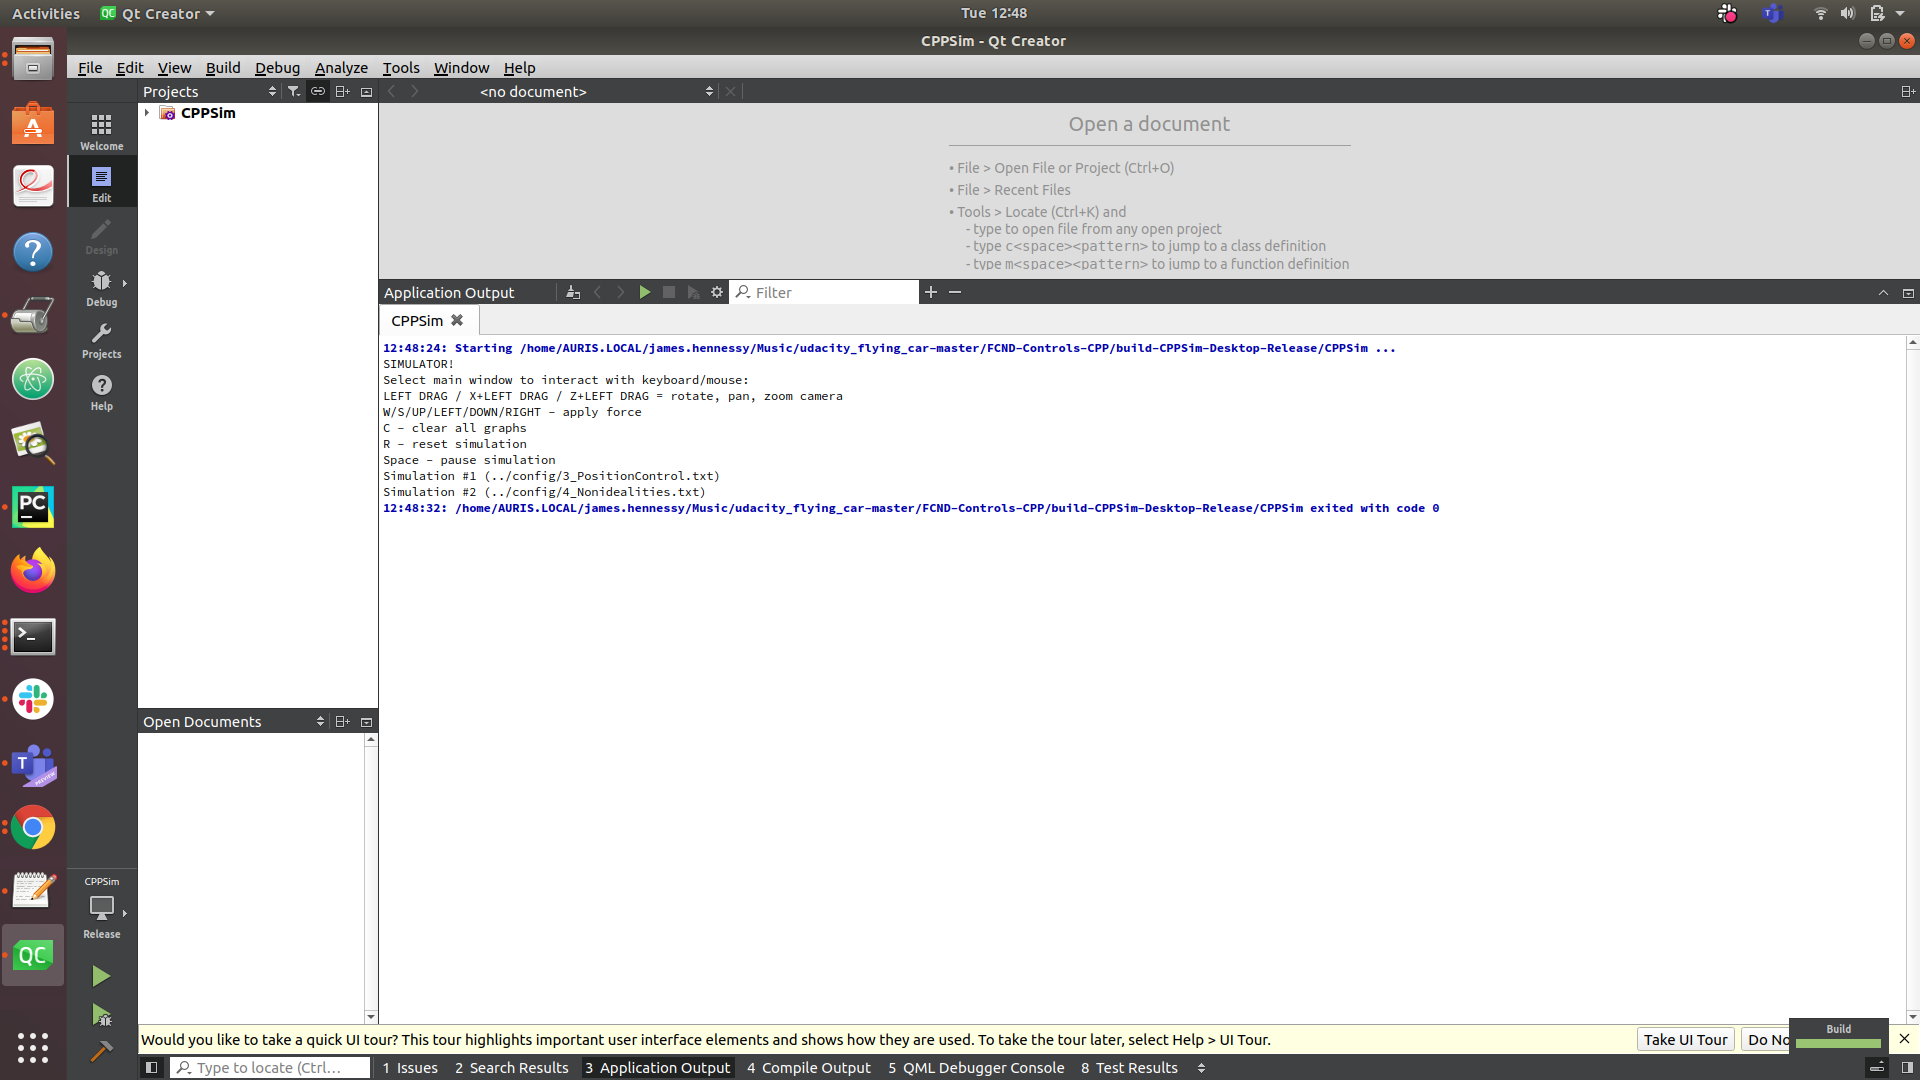 Activities Qt Creator Tue 12:48
CPPSim - Qt Creator
File Edit View Build Debug Analyze Tools Window Help
Projects <no document>
CPPSim
Welcome
Edit
Design
Debug
Projects
Help
Open a document
• File > Open File or Project (Ctrl+O)
• File > Recent Files
• Tools > Locate (Ctrl+K) and
- type to open file from any open project
- type c<space><pattern> to jump to a class definition
- type m<space><pattern> to jump to a function definition
Application Output Filter
CPPSim
12:48:24: Starting /home/AURIS.LOCAL/james.hennessy/Music/udacity_flying_car-master/FCND-Controls-CPP/build-CPPSim-Desktop-Release/CPPSim ...
SIMULATOR!
Select main window to interact with keyboard/mouse:
LEFT DRAG / X+LEFT DRAG / Z+LEFT DRAG = rotate, pan, zoom camera
W/S/UP/LEFT/DOWN/RIGHT - apply force
C - clear all graphs
R - reset simulation
Space - pause simulation
Simulation #1 (../config/3_PositionControl.txt)
Simulation #2 (../config/4_Nonidealities.txt)
12:48:32: /home/AURIS.LOCAL/james.hennessy/Music/udacity_flying_car-master/FCND-Controls-CPP/build-CPPSim-Desktop-Release/CPPSim exited with code 0
Open Documents
PC
T
PREVIEW
QC
CPPSim
Release
Would you like to take a quick UI tour? This tour highlights important user interface elements and shows how they are used. To take the tour later, select Help > UI Tour. Take UI Tour Do No
Build
Type to locate (Ctrl... 1 Issues 2 Search Results 3 Application Output 4 Compile Output 5 QML Debugger Console 8 Test Results